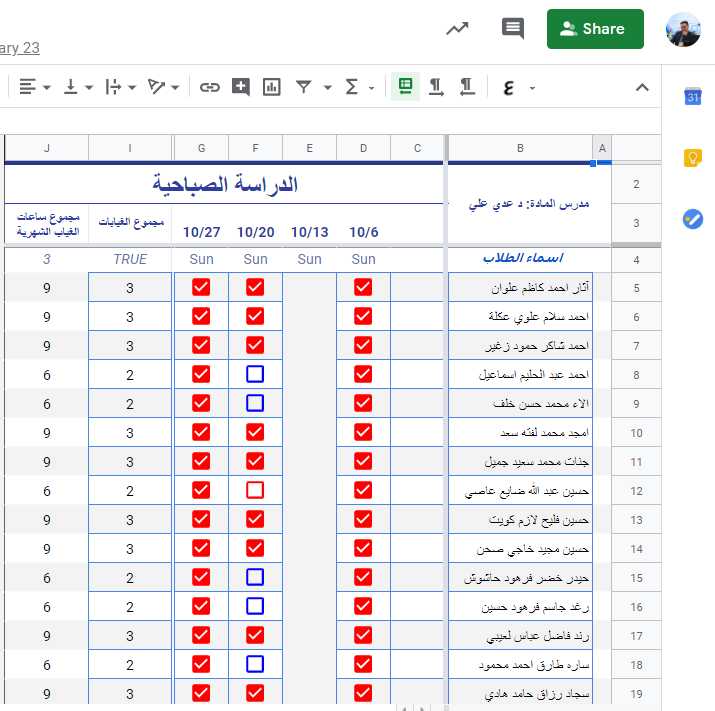 ary 23
Share
31
J I G F E D C B A
الدراسة الصباحية
مدرس المادة: د عدي علي
2
مجموع ساعات الغياب الشهرية
مجموع الغيابات
10/27 10/20 10/13 10/6
3
3 TRUE Sun Sun Sun Sun اسماء الطلاب 4
9 3 آثار احمد كاظم علوان 5
9 3 احمد سلام علوي عكلة 6
9 3 احمد شاكر حمود زغير 7
6 2 احمد عبد الحليم اسماعيل 8
6 2 الاء محمد حسن خلف 9
9 3 امجد محمد لفته سعد 10
9 3 جنات محمد سعيد جميل 11
6 2 حسين عبد الله ضايع عاصي 12
9 3 حسين فليح لازم كويت 13
9 3 حسين مجيد خاجي صحن 14
6 2 حيدر خضر فرهود حاشوش 15
6 2 رغد جاسم فرهود حسين 16
9 3 رند فاضل عباس لعيبي 17
6 2 ساره طارق احمد محمود 18
9 3 سجاد رزاق حامد هادي 19